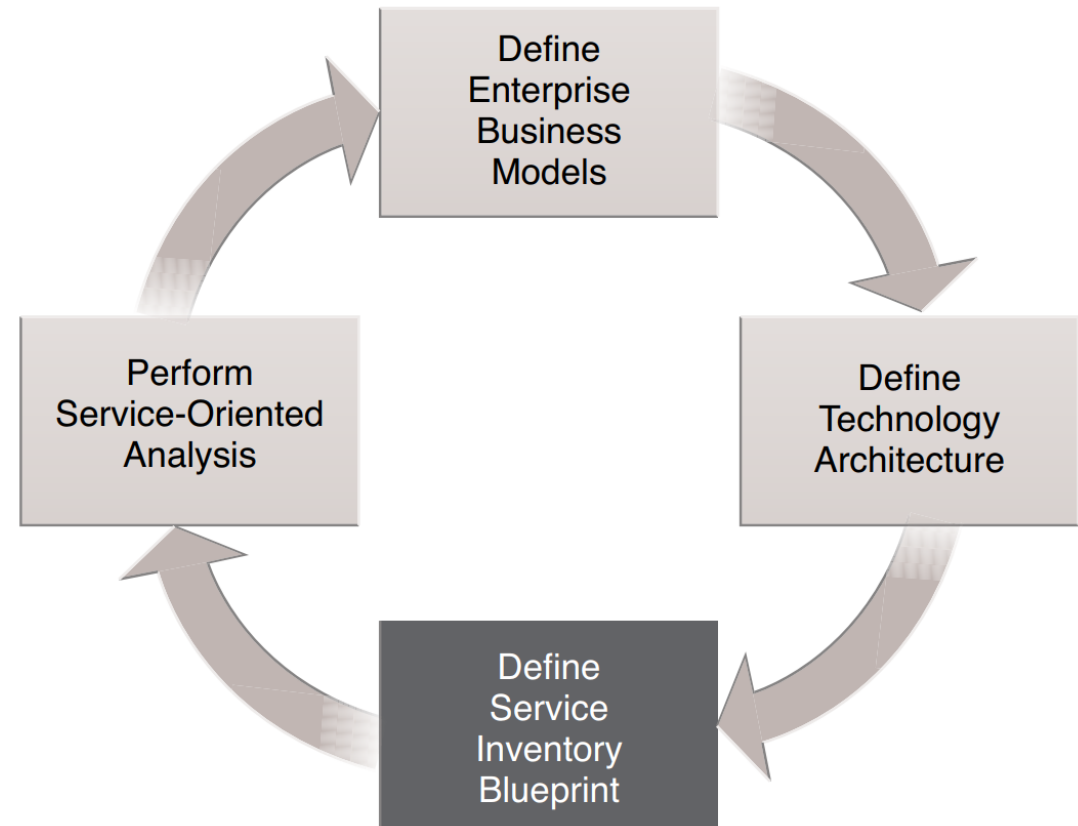 Define
Enterprise
Business
Models
Define
Technology
Architecture
Define
Service
Inventory
Blueprint
Perform
Service-Oriented
Analysis